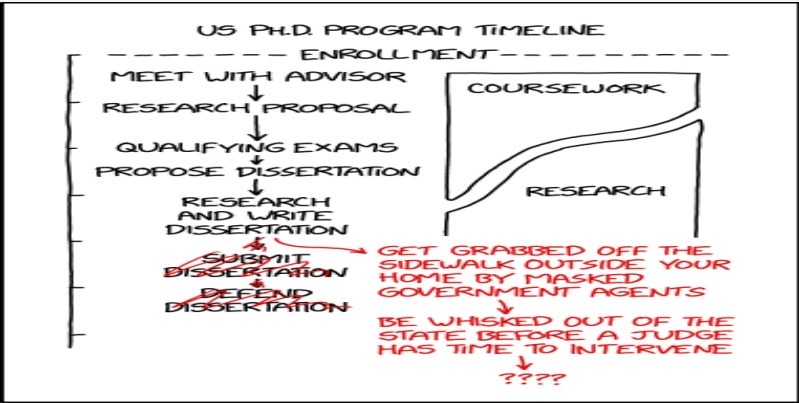 US PH.D. PROGRAM TIMELINE
ENROLLMENT
MEET WITH ADVISOR
RESEARCH PROPOSAL
QUALIFYING EXAMS
PROPOSE DISSERTATION
RESEARCH
AND WRITE
DISSERTATION
SUBMIT
DISSERTATION
DEFEND
DISSERTATION
COURSEWORK
RESEARCH
GET GRABBED OFF THE
SIDEWALK OUTSIDE YOUR
HOME BY MASKED
GOVERNMENT AGENTS
BE WHISKED OUT OF THE
STATE BEFORE A JUDGE
HAS TIME TO INTERVENE
????